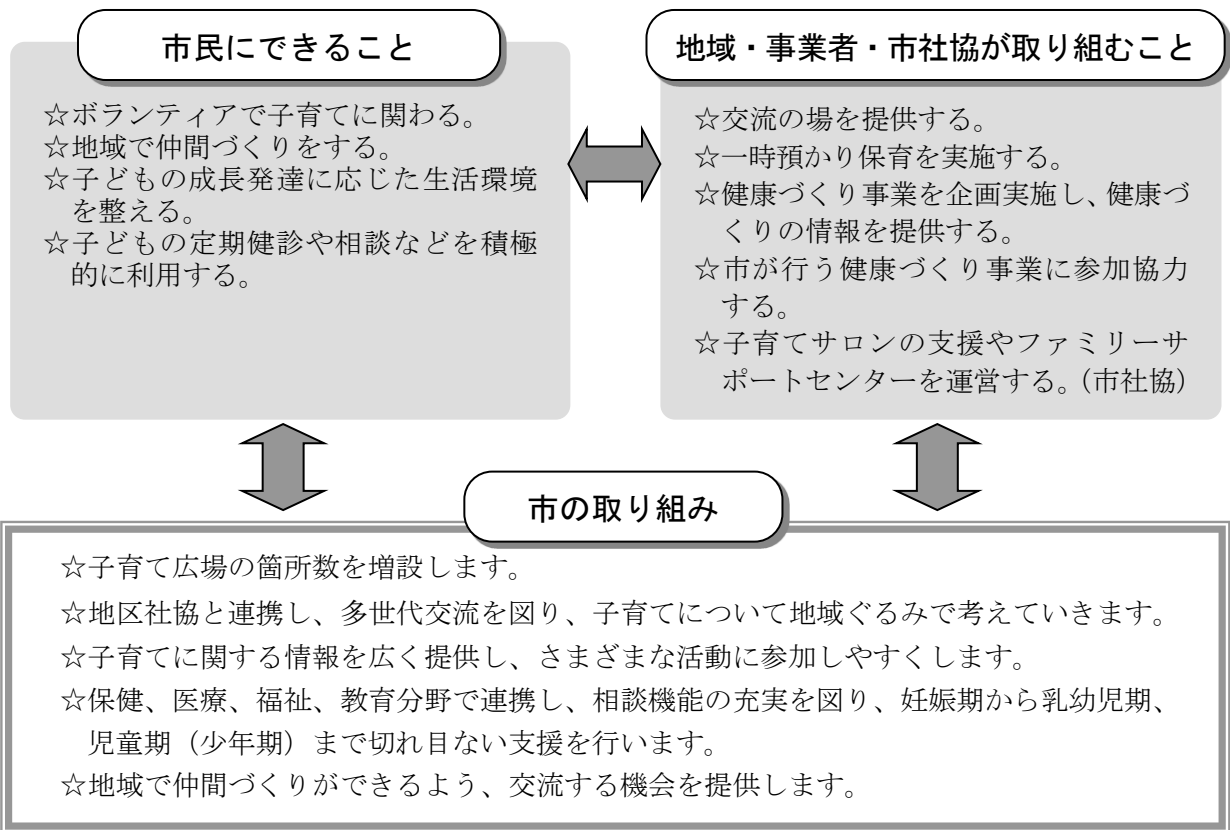 市民にできること
☆ボランティアで子育てに関わる。
☆地域で仲間づくりをする。
☆子どもの成長発達に応じた生活環境
を整える。
☆子どもの定期健診や相談などを積極
的に利用する。
地域・事業者・市社協が取り組むこと
☆交流の場を提供する。
☆一時預かり保育を実施する。
☆健康づくり事業を企画実施し、健康づ
くりの情報を提供する。
☆市が行う健康づくり事業に参加協力
する。
☆子育てサロンの支援やファミリーサ
ポートセンターを運営する。(市社協)
市の取り組み
☆子育て広場の箇所数を増設します。
☆地区社協と連携し、多世代交流を図り、子育てについて地域ぐるみで考えていきます。
☆子育てに関する情報を広く提供し、さまざまな活動に参加しやすくします。
☆保健、医療、福祉、教育分野で連携し、相談機能の充実を図り、妊娠期から乳幼児期、
児童期（少年期）まで切れ目ない支援を行います。
☆地域で仲間づくりができるよう、交流する機会を提供します。